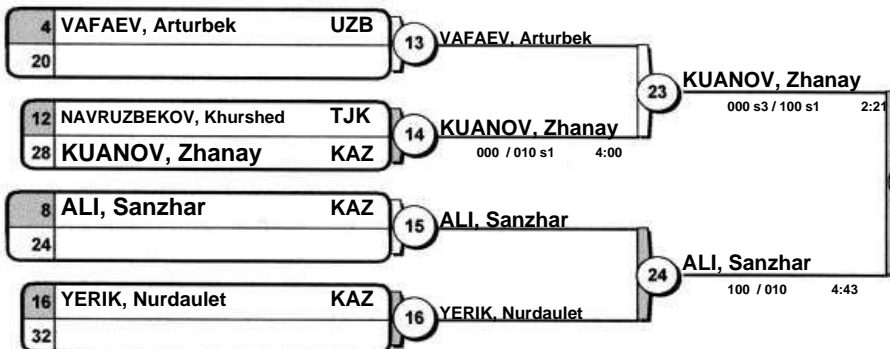 4 VAFAEV, Arturbek UZB
20
13
VAFAEV, Arturbek
23
KUANOV, Zhanay
000 s3 / 100 s1 2:21
12 NAVRUZBEKOV, Khurshed TJK
28 KUANOV, Zhanay KAZ
14
KUANOV, Zhanay
000 / 010 s1 4:00
8 ALI, Sanzhar KAZ
24
15
ALI, Sanzhar
24
ALI, Sanzhar
100 / 010 4:43
16 YERIK, Nurdaulet KAZ
32
16
YERIK, Nurdaulet